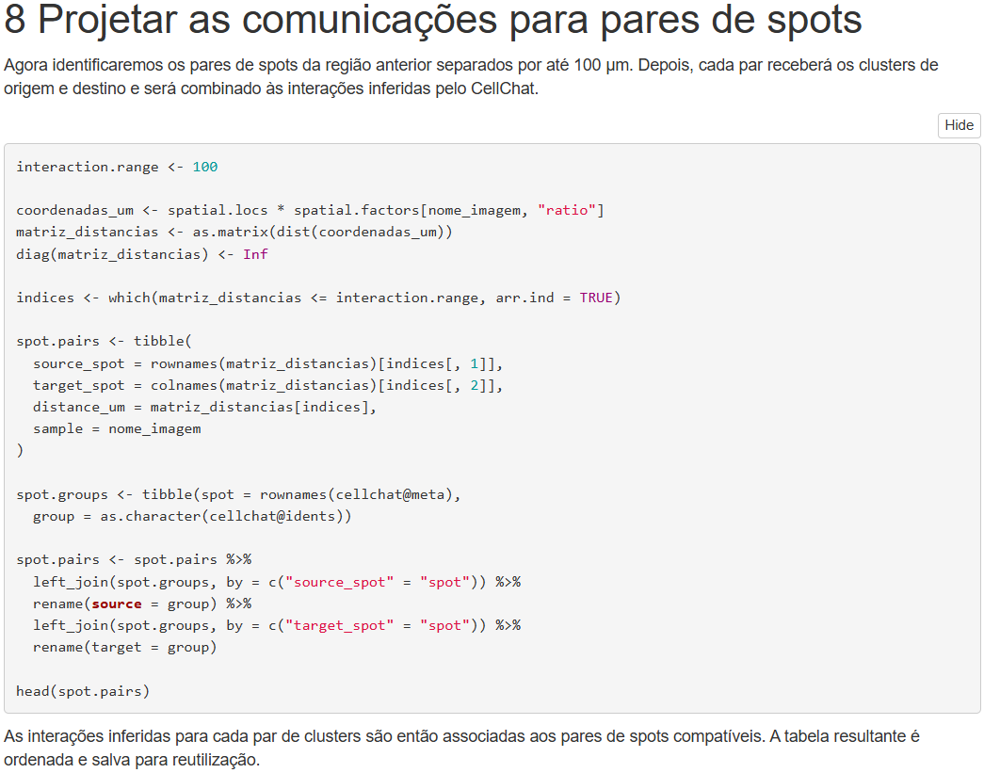 8 Projetar as comunicações para pares de spots
Agora identificaremos os pares de spots da região anterior separados por até 100 µm. Depois, cada par receberá os clusters de
origem e destino e será combinado às interações inferidas pelo CellChat.
Hide
interaction.range <- 100

coordenadas_um <- spatial.locs * spatial.factors[nome_imagem, "ratio"]
matriz_distancias <- as.matrix(dist(coordenadas_um))
diag(matriz_distancias) <- Inf

indices <- which(matriz_distancias <= interaction.range, arr.ind = TRUE)

spot.pairs <- tibble(
  source_spot = rownames(matriz_distancias)[indices[, 1]],
  target_spot = colnames(matriz_distancias)[indices[, 2]],
  distance_um = matriz_distancias[indices],
  sample = nome_imagem
)

spot.groups <- tibble(spot = rownames(cellchat@meta),
  group = as.character(cellchat@idents))

spot.pairs <- spot.pairs %>%
  left_join(spot.groups, by = c("source_spot" = "spot")) %>%
  rename(source = group) %>%
  left_join(spot.groups, by = c("target_spot" = "spot")) %>%
  rename(target = group)

head(spot.pairs)
As interações inferidas para cada par de clusters são então associadas aos pares de spots compatíveis. A tabela resultante é
ordenada e salva para reutilização.